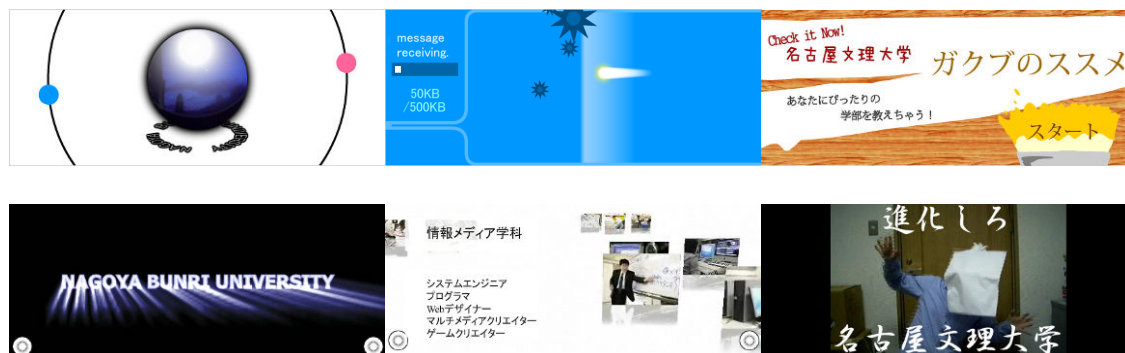 message
receiving.
50KB
/500KB
Check it Now!
名古屋文理大学
ガクブのススメ
あなたにぴったりの
学部を教えちゃう！
スタート
NAGOYA BUNRI UNIVERSITY
情報メディア学科
システムエンジニア
プログラマ
Webデザイナー
マルチメディアクリエイター
ゲームクリエイター
進化しろ
名古屋文理大学